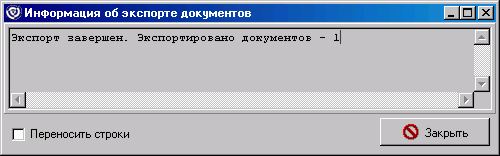 Информация об экспорте документов
Экспорт завершен. Экспортировано документов - 1
Переносить строки
Закрыть